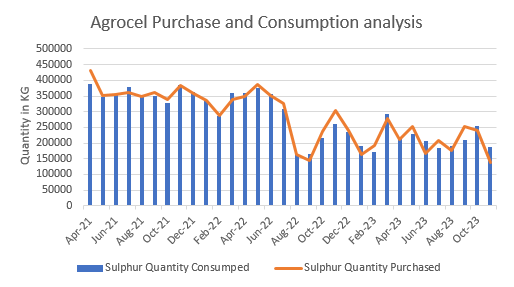 Agrocel Purchase and Consumption analysis
500000
450000
400000
350000
300000
250000
200000
150000
100000
50000
0
Quantity in KG
Apr-21
Jun-21
Aug-21
Oct-21
Dec-21
Feb-22
Apr-22
Jun-22
Aug-22
Oct-22
Dec-22
Feb-23
Apr-23
Jun-23
Aug-23
Oct-23
Sulphur Quantity Consumped
Sulphur Quantity Purchased